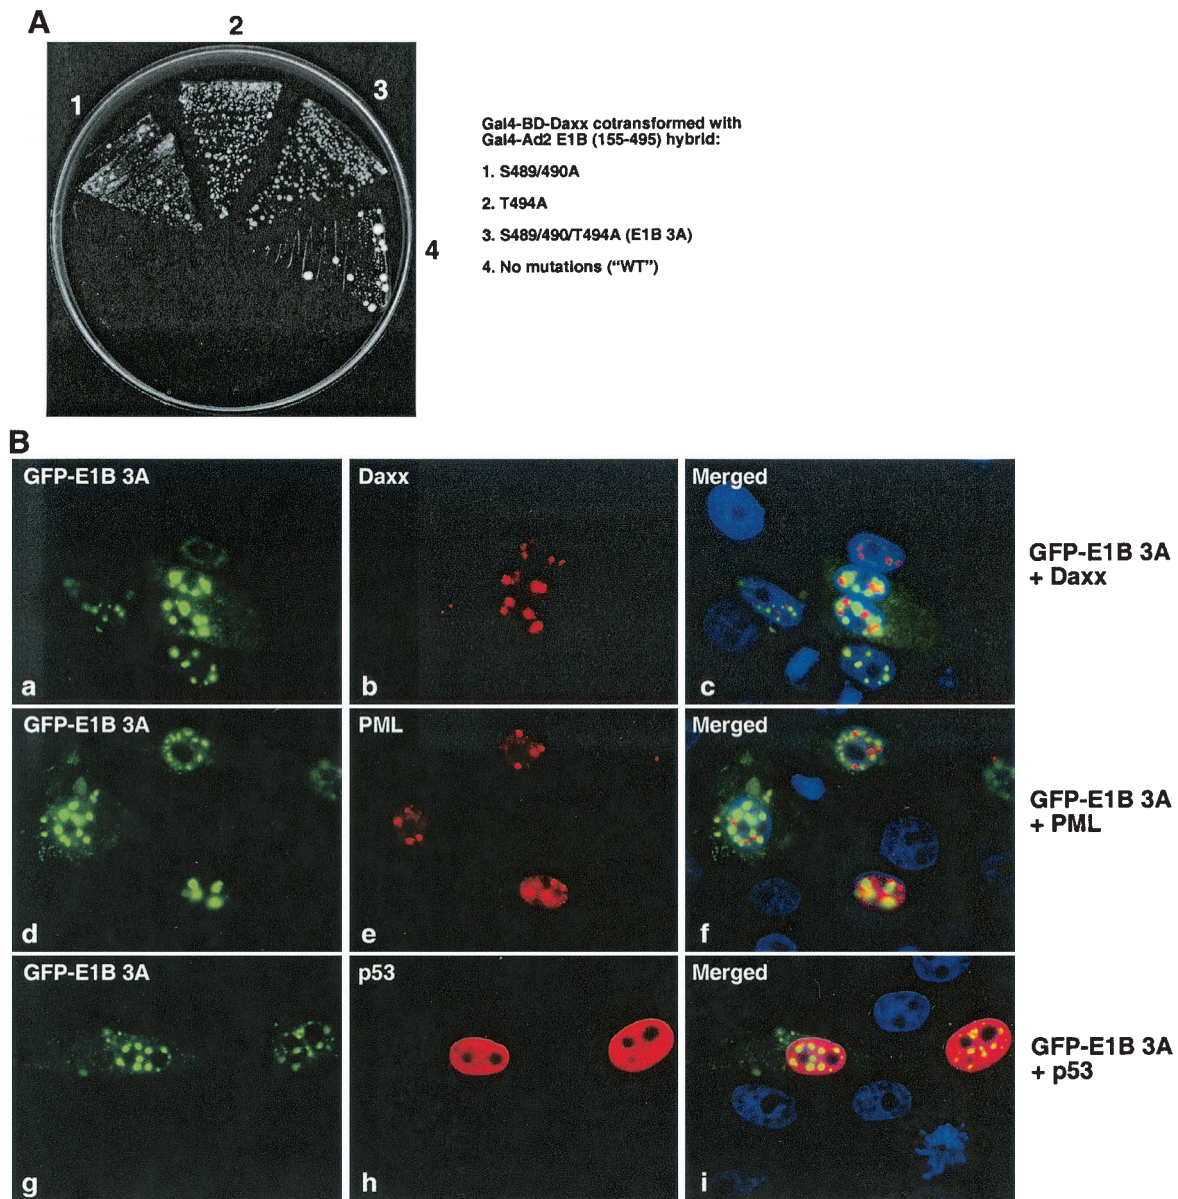 A
1
2
3
4
Gal4-BD-Daxx cotransformed with
Gal4-Ad2 E1B (155-495) hybrid:
1. S489/490A
2. T494A
3. S489/490/T494A (E1B 3A)
4. No mutations (“WT”)
B
GFP-E1B 3A
a
Daxx
b
Merged
c
GFP-E1B 3A
+ Daxx
GFP-E1B 3A
d
PML
e
Merged
f
GFP-E1B 3A
+ PML
GFP-E1B 3A
g
p53
h
Merged
i
GFP-E1B 3A
+ p53